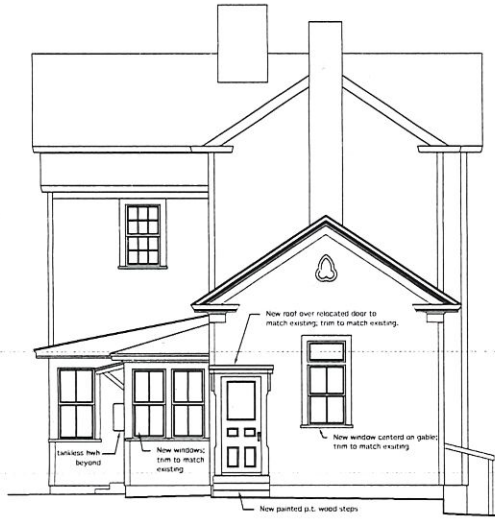 New roof over relocated door to
match existing; trim to match existing.
New window centerd on gable;
trim to match existing
tankless hwh
beyond
New windows;
trim to match
existing
New painted p.t. wood steps